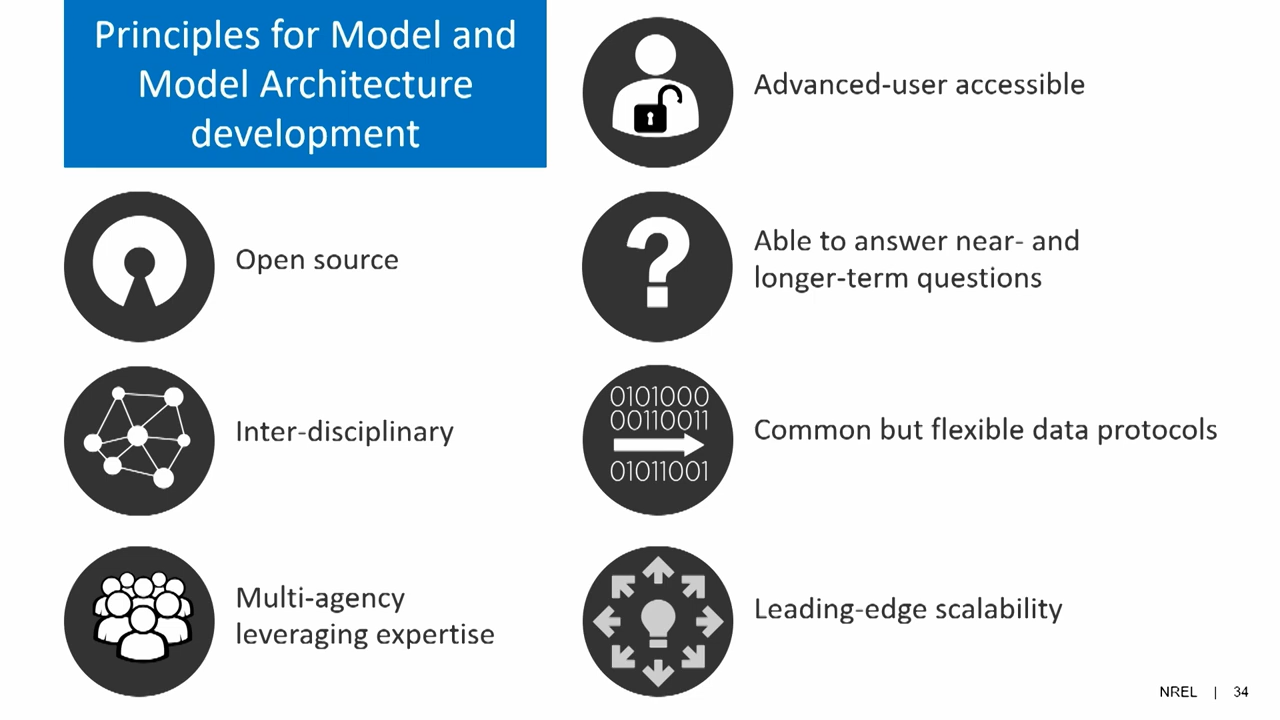 Principles for Model and
Model Architecture
development
Open source
Inter-disciplinary
Multi-agency
leveraging expertise
Advanced-user accessible
Able to answer near- and
longer-term questions
0101000
00110011
01011001
Common but flexible data protocols
Leading-edge scalability
NREL | 34